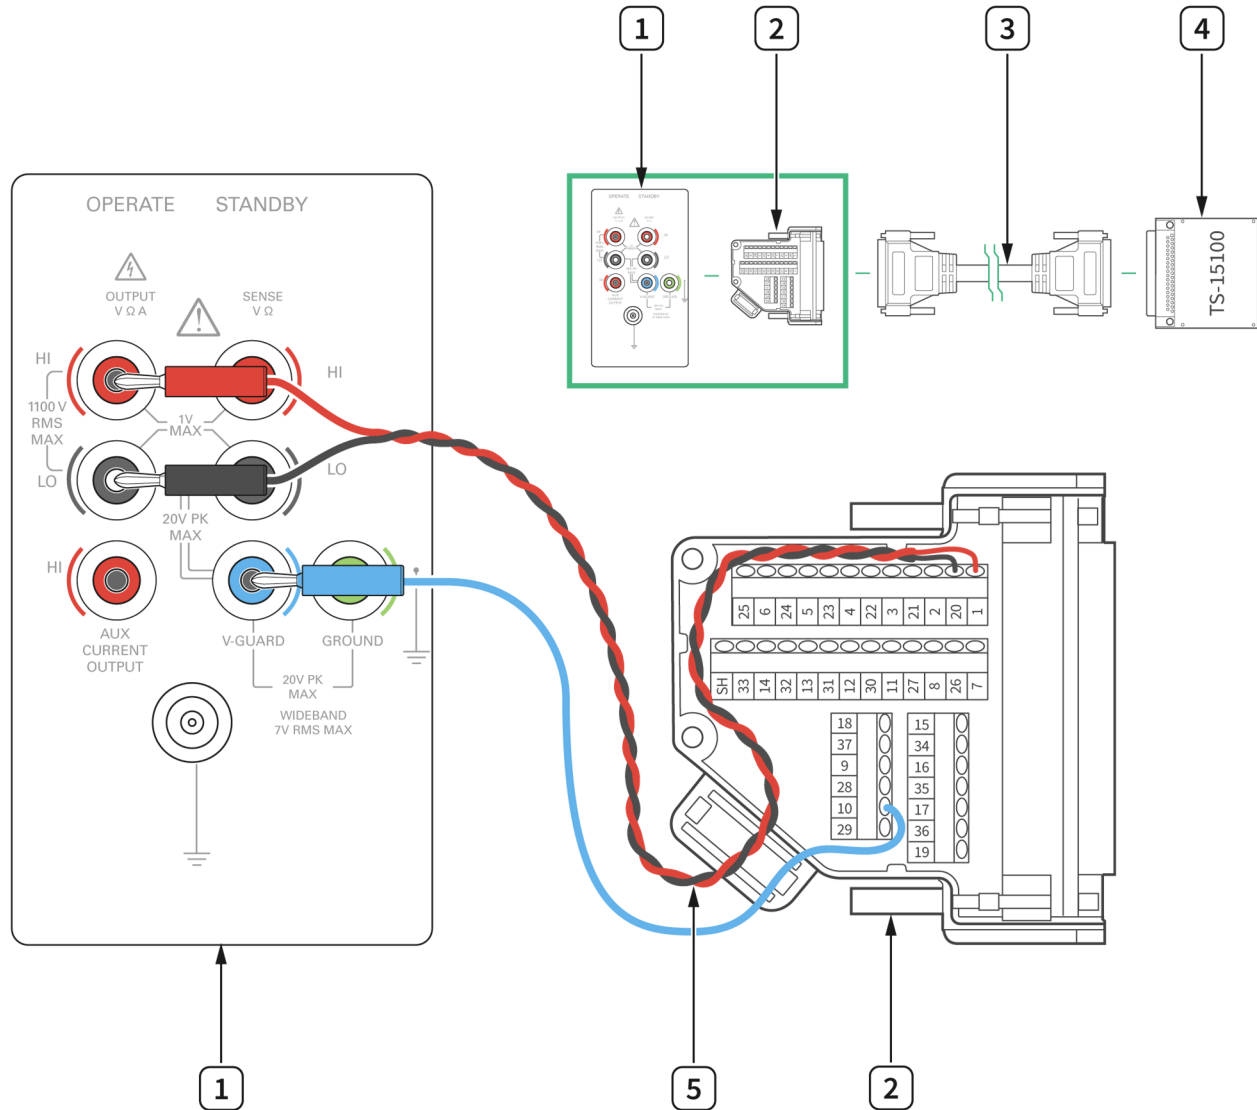 1
2
3
4
OPERATE STANDBY
TS-15100
OPERATE STANDBY
OUTPUT
V Ω A
SENSE
V Ω
HI
HI
1100 V
RMS
MAX
1V
MAX
LO
LO
20V PK
MAX
HI
AUX
CURRENT
OUTPUT
V-GUARD
GROUND
20V PK
MAX
WIDEBAND
7V RMS MAX
25 6 24 5 23 4 22 3 21 2 20 1
SH 33 14 32 13 31 12 30 11 27 8 26 7
18
37
9
28
10
29
15
34
16
35
17
36
19
1
5
2